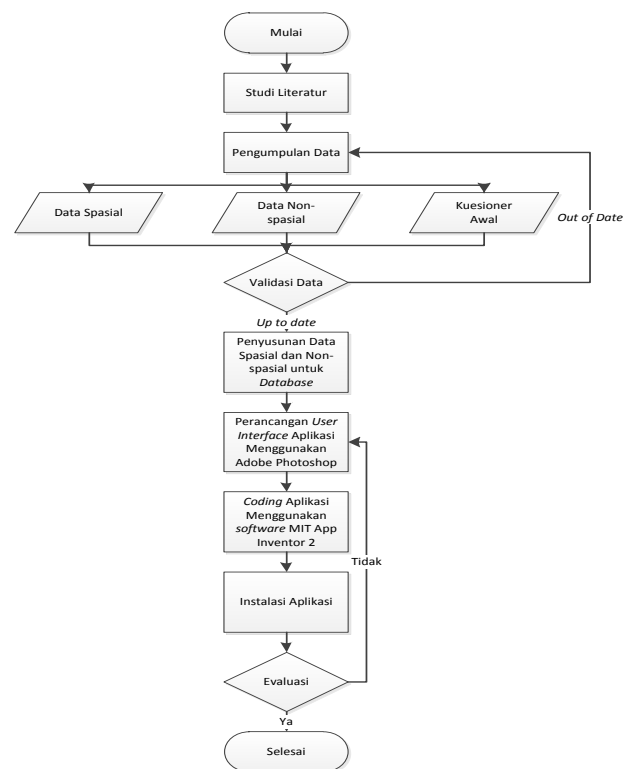 Mulai
Studi Literatur
Pengumpulan Data
Data Spasial
Data Non-
spasial
Kuesioner
Awal
Out of Date
Validasi Data
Up to date
Penyusunan Data
Spasial dan Non-
spasial untuk
Database
Perancangan User
Interface Aplikasi
Menggunakan
Adobe Photoshop
Coding Aplikasi
Menggunakan
software MIT App
Inventor 2
Tidak
Instalasi Aplikasi
Evaluasi
Ya
Selesai